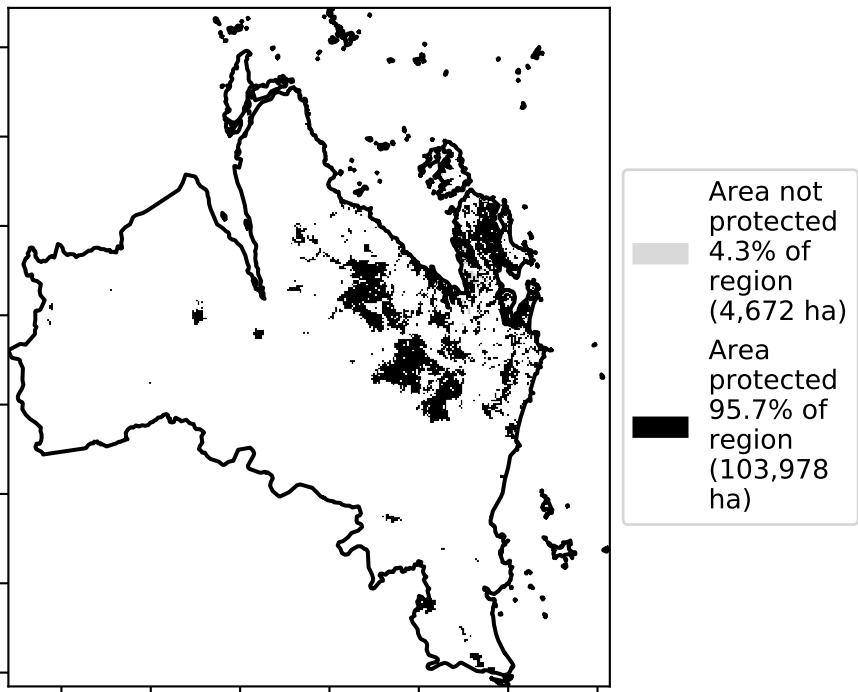 Area not
protected
4.3% of
region
(4,672 ha)
Area
protected
95.7% of
region
(103,978
ha)